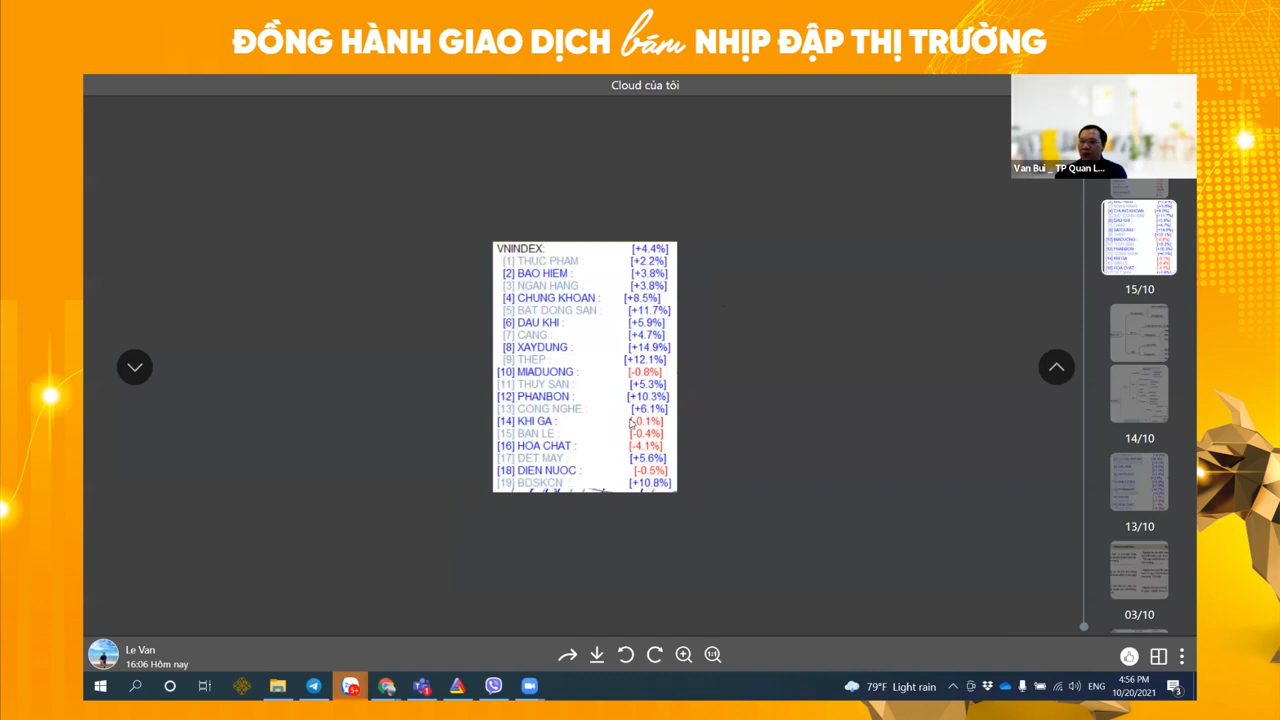 ĐỒNG HÀNH GIAO DỊCH bám NHỊP ĐẬP THỊ TRƯỜNG
Cloud của tôi
Van Bui _ TP Quan L...
VNINDEX: [+4.4%]
[1] THUC PHAM : [+2.2%]
[2] BAO HIEM : [+3.8%]
[3] NGAN HANG : [+3.8%]
[4] CHUNG KHOAN : [+8.5%]
[5] BAT DONG SAN : [+11.7%]
[6] DAU KHI : [+5.9%]
[7] CANG : [+4.7%]
[8] XAYDUNG : [+14.9%]
[9] THEP : [+12.1%]
[10] MIADUONG : [-0.8%]
[11] THUY SAN : [+5.3%]
[12] PHANBON : [+10.3%]
[13] CONG NGHE : [+6.1%]
[14] KHI GA : [-0.1%]
[15] BAN LE : [-0.4%]
[16] HOA CHAT : [-4.1%]
[17] DET MAY : [+5.6%]
[18] DIEN NUOC : [-0.5%]
[19] BDSKCN : [+10.8%]
15/10
14/10
13/10
03/10
Le Van
16:06 Hôm nay
79°F Light rain
ENG
4:56 PM
10/20/2021